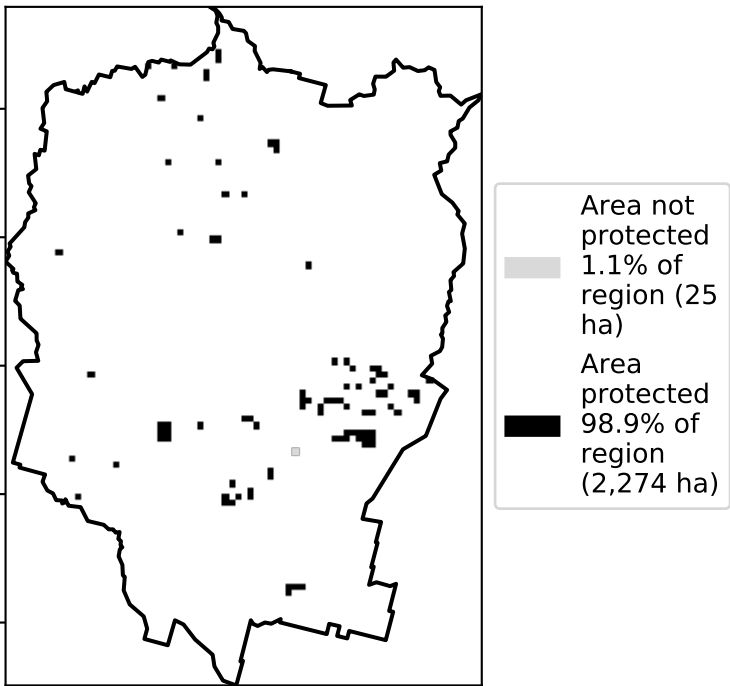 Area not
protected
1.1% of
region (25
ha)
Area
protected
98.9% of
region
(2,274 ha)